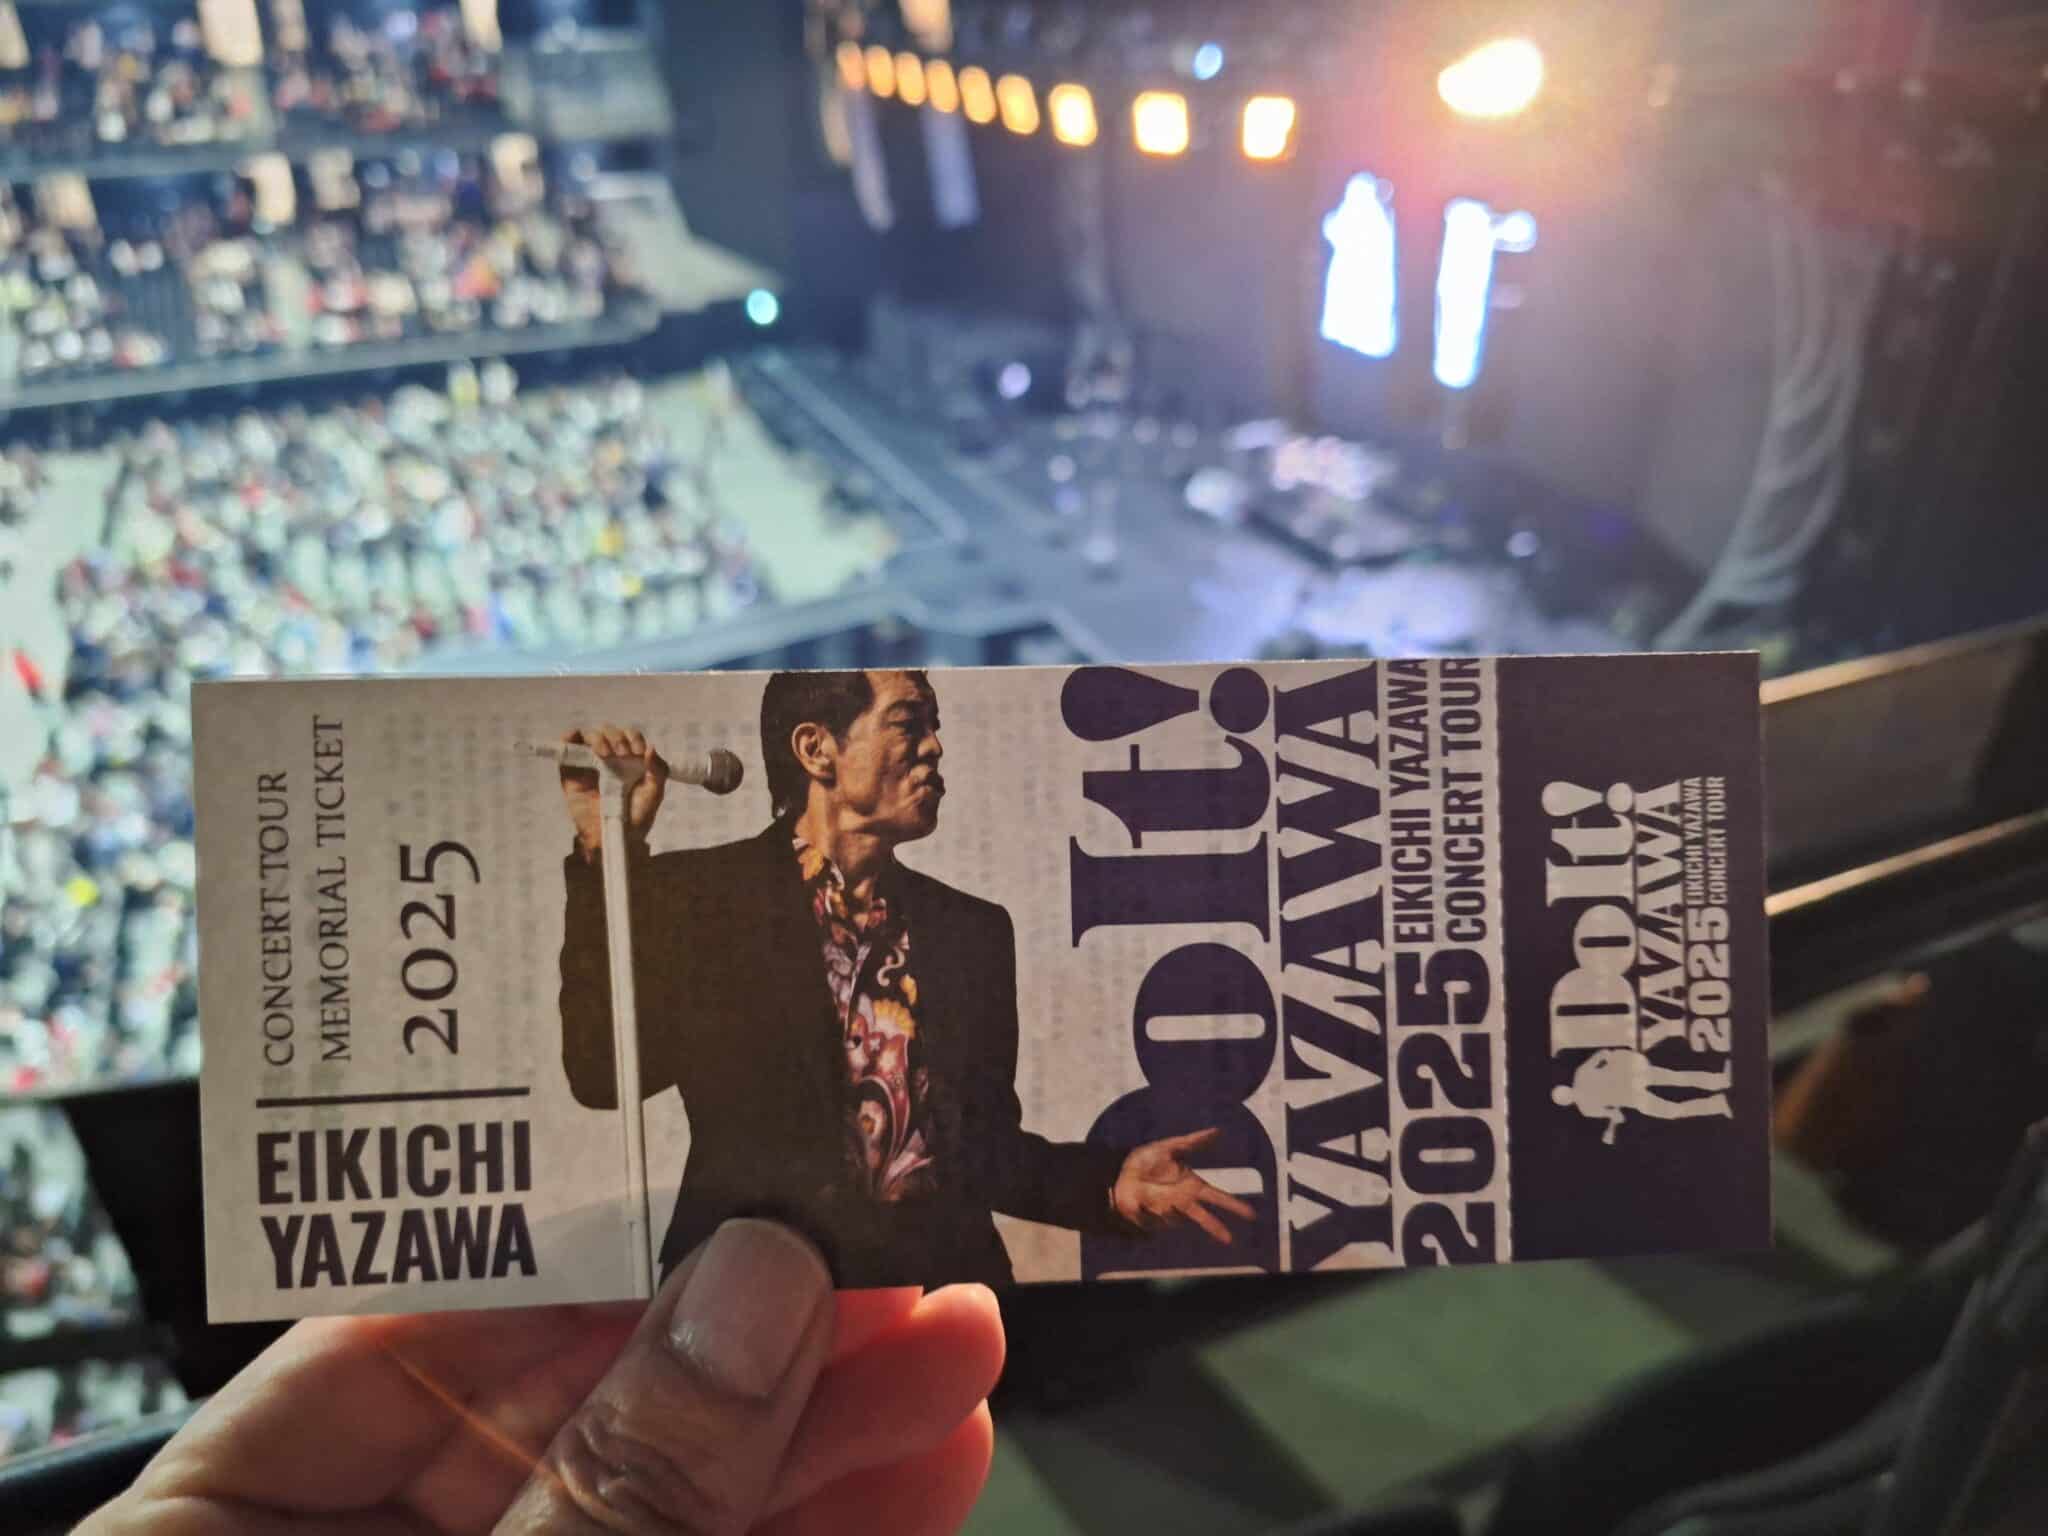 EIKICHI
YAZAWA
CONCERT TOUR
MEMORIAL TICKET
2025
Do It!
YAZAWA
2025 EIKICHI YAZAWA
CONCERT TOUR
Do It!
YAZAWA
2025 EIKICHI YAZAWA
CONCERT TOUR